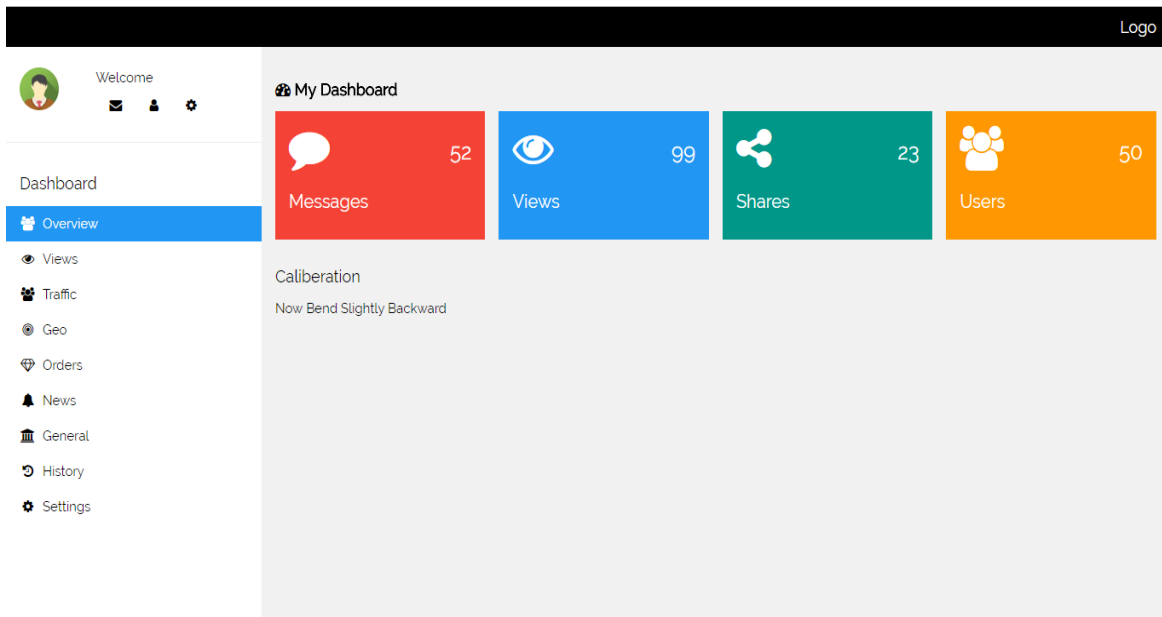 Logo
Welcome
Dashboard
Overview
Views
Traffic
Geo
Orders
News
General
History
Settings
My Dashboard
52
Messages
99
Views
23
Shares
50
Users
Caliberation
Now Bend Slightly Backward